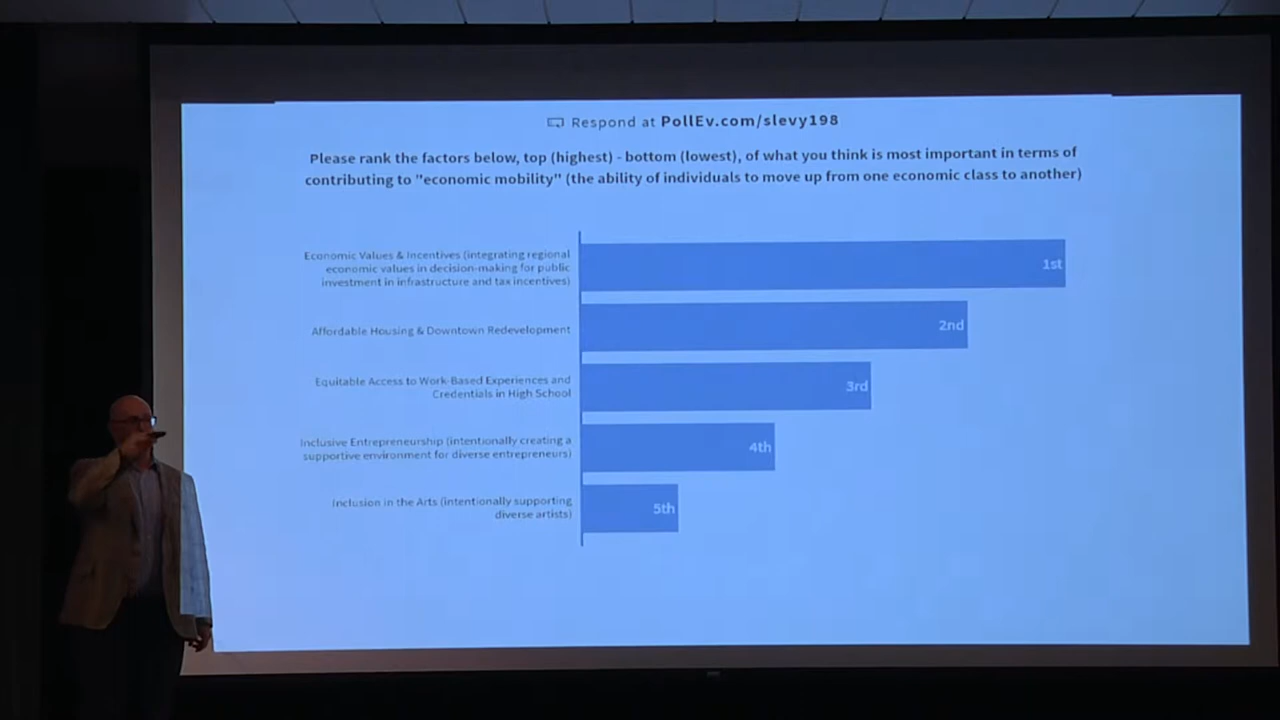 Respond at PollEv.com/slevy198
Please rank the factors below, top (highest) - bottom (lowest), of what you think is most important in terms of
contributing to "economic mobility" (the ability of individuals to move up from one economic class to another)
Economic Values & Incentives (integrating regional
economic values in decision-making for public
investment in infrastructure and tax incentives)
1st
Affordable Housing & Downtown Redevelopment
2nd
Equitable Access to Work-Based Experiences and
Credentials in High School
3rd
Inclusive Entrepreneurship (intentionally creating a
supportive environment for diverse entrepreneurs)
4th
Inclusion in the Arts (intentionally supporting
diverse artists)
5th